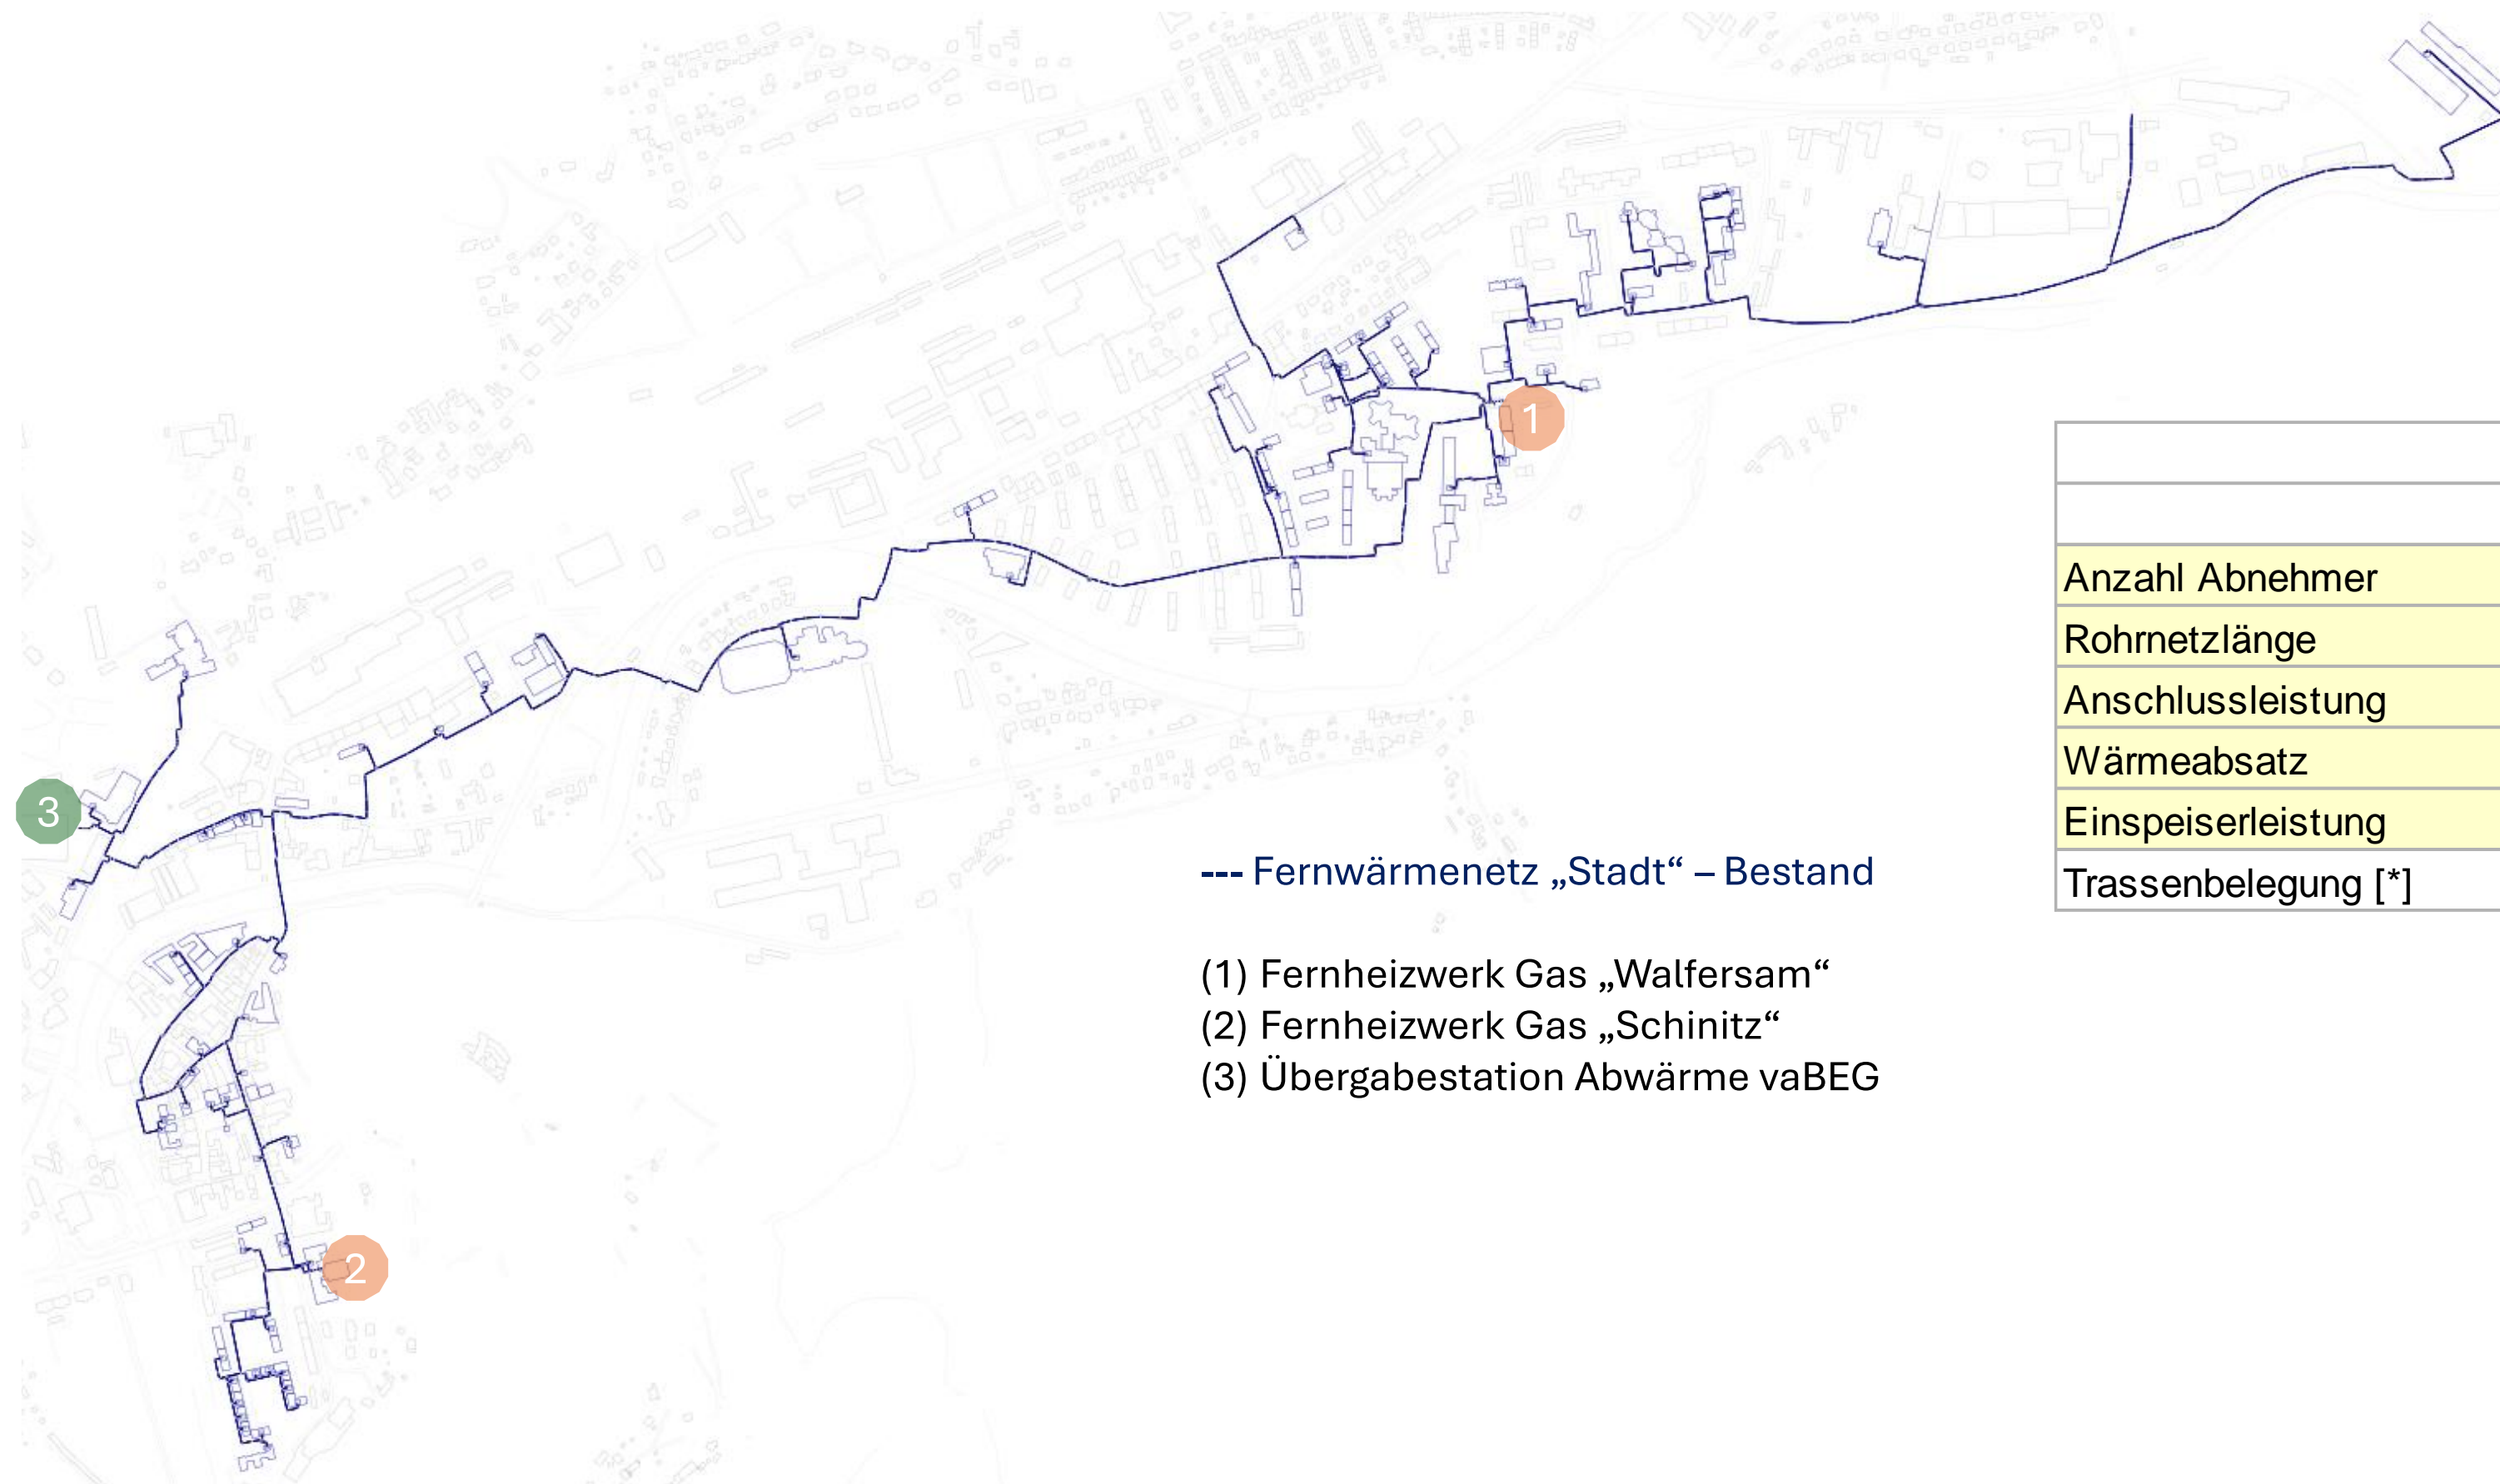 1
3
2
--- Fernwärmenetz „Stadt“ – Bestand
(1) Fernheizwerk Gas „Walfersam“
(2) Fernheizwerk Gas „Schinitz“
(3) Übergabestation Abwärme vaBEG
Anzahl Abnehmer
Rohrnetzlänge
Anschlussleistung
Wärmeabsatz
Einspeiserleistung
Trassenbelegung [*]